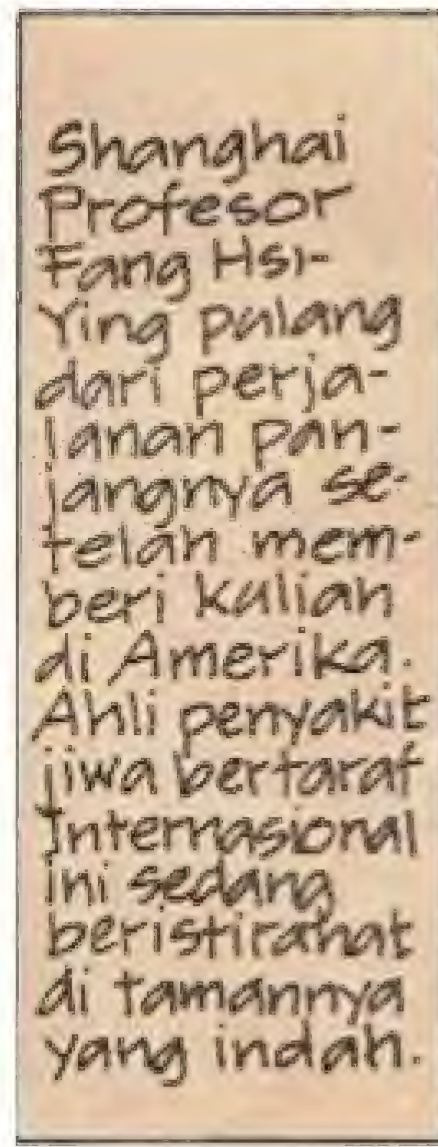 Shanghai
Profesor
Fang Hsi-
Ying pulang
dari perja-
lanan pan-
jangnya se-
telah mem-
beri kuliah
di Amerika.
Ahli penyakit
jiwa bertaraf
Internasional
ini sedang
beristirahat
di tamannya
yang indah.